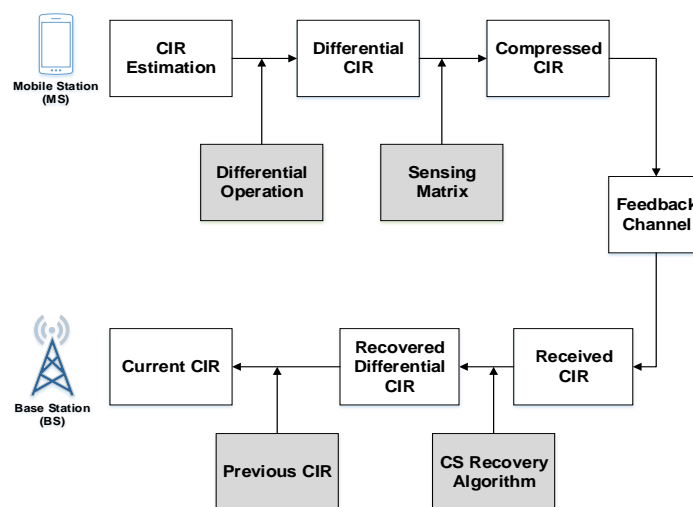 CIR
Estimation
Differential
CIR
Compressed
CIR
Mobile Station
(MS)
Differential
Operation
Sensing
Matrix
Feedback
Channel
Current CIR
Recovered
Differential
CIR
Received
CIR
Base Station
(BS)
Previous CIR
CS Recovery
Algorithm